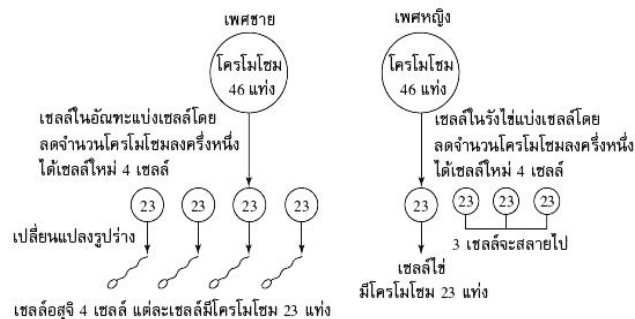 เพศชาย
โครโมโซม
46 แท่ง
เซลล์ในอัณฑะแบ่งเซลล์โดย
ลดจำนวนโครโมโซมลงครึ่งหนึ่ง
ได้เซลล์ใหม่ 4 เซลล์
23 23 23 23
เปลี่ยนแปลงรูปร่าง
เซลล์อสุจิ 4 เซลล์ แต่ละเซลล์มีโครโมโซม 23 แท่ง
เพศหญิง
โครโมโซม
46 แท่ง
เซลล์ในรังไข่แบ่งเซลล์โดย
ลดจำนวนโครโมโซมลงครึ่งหนึ่ง
ได้เซลล์ใหม่ 4 เซลล์
23 23 23 23
3 เซลล์จะสลายไป
เซลล์ไข่
มีโครโมโซม 23 แท่ง